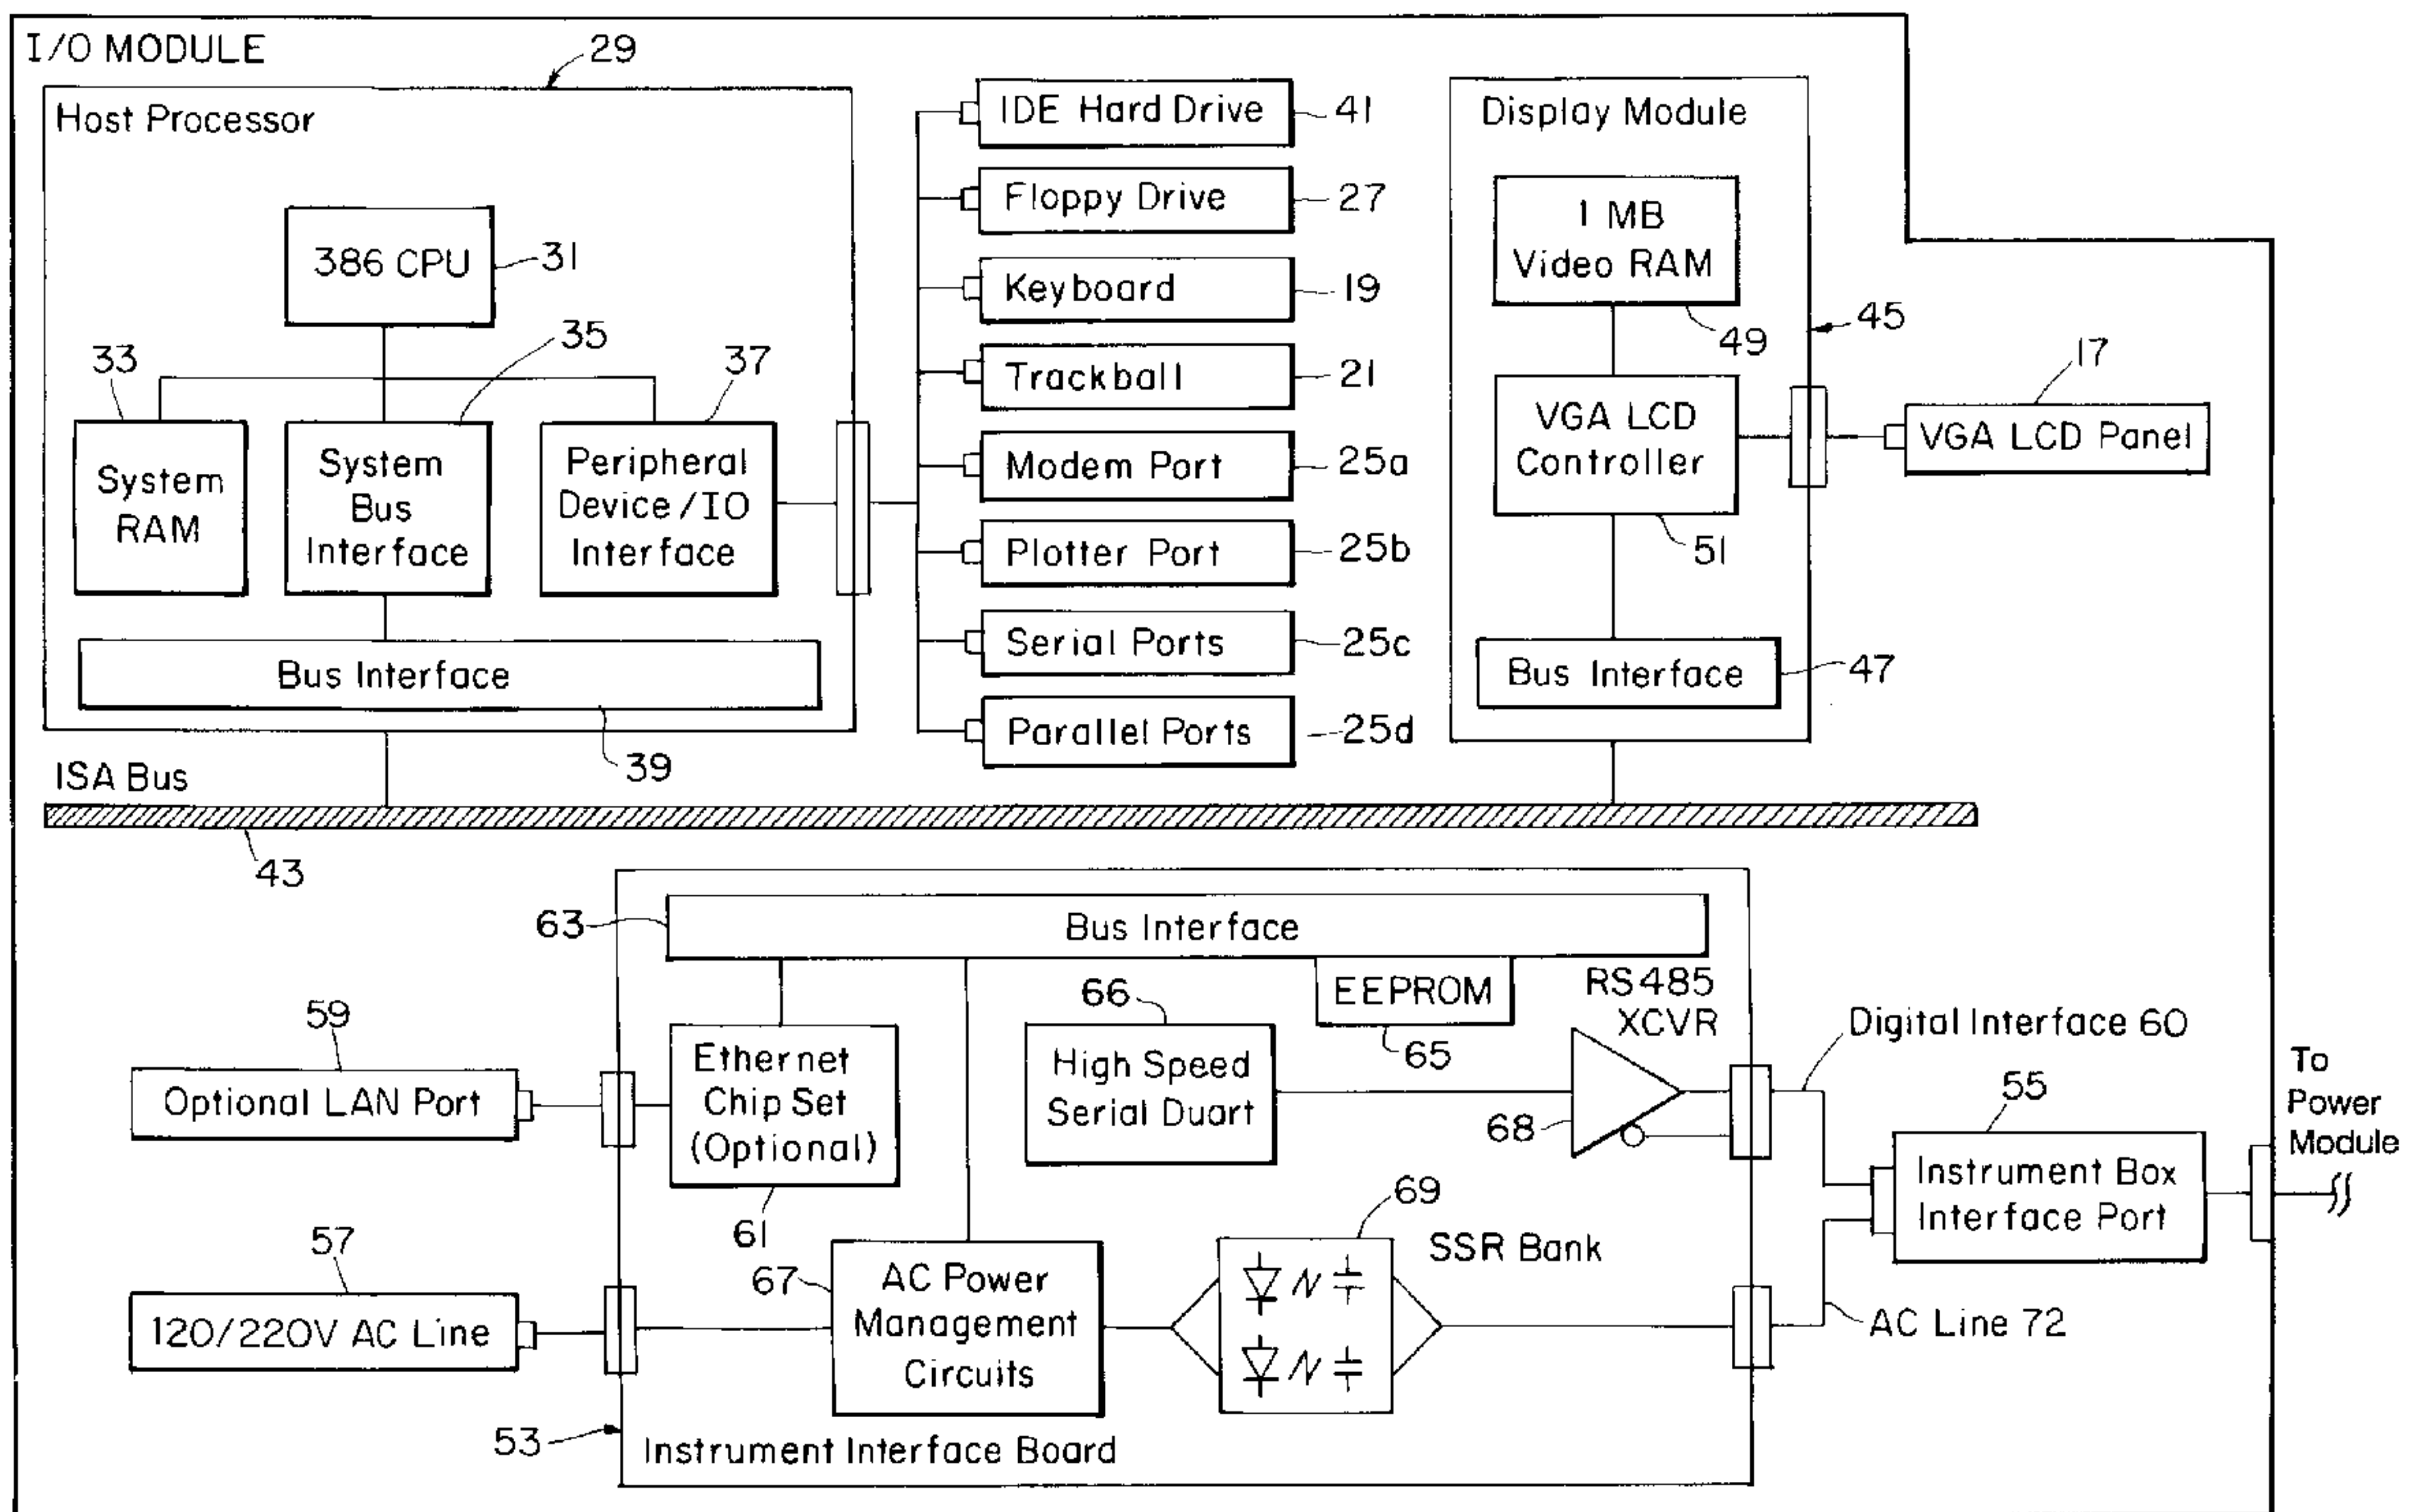 I/O MODULE
29
Host Processor
386 CPU
31
33
35
37
System
RAM
System
Bus
Interface
Peripheral
Device/IO
Interface
Bus Interface
39
IDE Hard Drive
41
Floppy Drive
27
Keyboard
19
Trackball
21
Modem Port
25a
Plotter Port
25b
Serial Ports
25c
Parallel Ports
25d
Display Module
1 MB
Video RAM
49
45
VGA LCD
Controller
51
17
VGA LCD Panel
Bus Interface
47
ISA Bus
43
63
Bus Interface
EEPROM
65
RS485
XCVR
66
High Speed
Serial Duart
68
59
Optional LAN Port
Ethernet
Chip Set
(Optional)
61
Digital Interface 60
55
Instrument Box
Interface Port
To
Power
Module
57
120/220V AC Line
67
AC Power
Management
Circuits
69
SSR Bank
AC Line 72
53
Instrument Interface Board